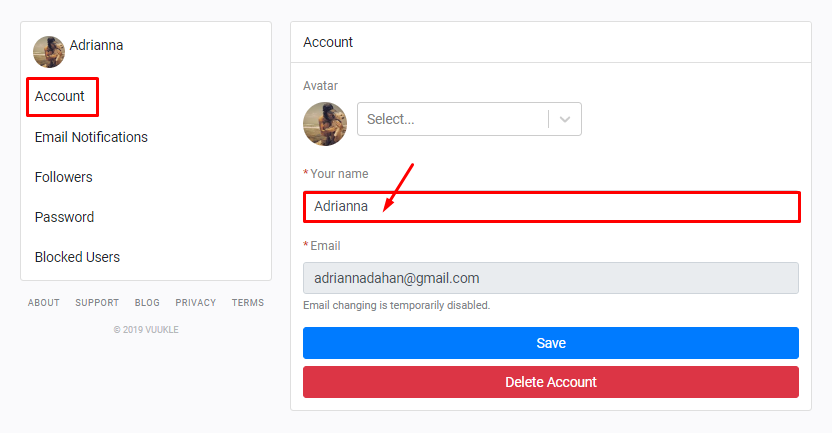 Adrianna
Account
Email Notifications
Followers
Password
Blocked Users
ABOUT SUPPORT BLOG PRIVACY TERMS
© 2019 VUUKLE
Account
Avatar
Select...
* Your name
Adrianna
* Email
adriannadahan@gmail.com
Email changing is temporarily disabled.
Save
Delete Account